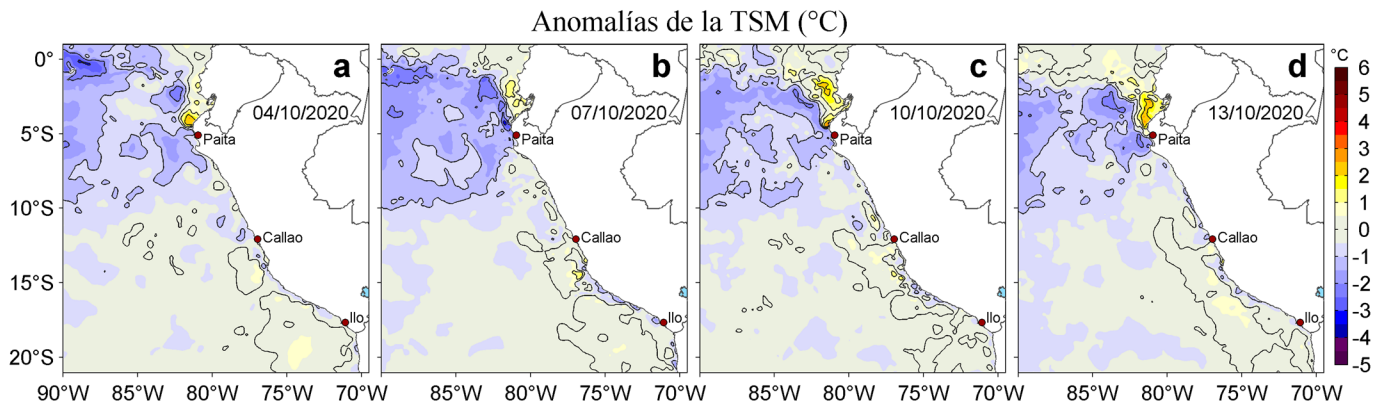 Anomalías de la TSM (°C)
a
b
c
d
°C
04/10/2020
07/10/2020
10/10/2020
13/10/2020
0°
5°S
10°S
15°S
20°S
Paita
Callao
Ilo
Paita
Callao
Ilo
Paita
Callao
Ilo
Paita
Callao
Ilo
90°W
85°W
80°W
75°W
70°W
85°W
80°W
75°W
70°W
85°W
80°W
75°W
70°W
85°W
80°W
75°W
70°W
6
5
4
3
2
1
0
-1
-2
-3
-4
-5